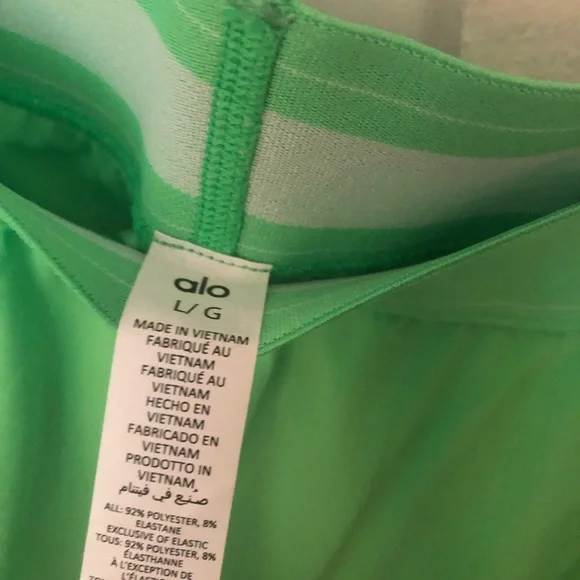 alo
L/ G
MADE IN VIETNAM
FABRIQUÉ AU
VIETNAM
FABRIQUÉ AU
VIETNAM
HECHO EN
VIETNAM
FABRICADO EN
VIETNAM
PRODOTTO IN
VIETNAM
صنع في فيتنام
ALL: 92% POLYESTER, 8%
ELASTANE
EXCLUSIVE OF ELASTIC
TOUS: 92% POLYESTER, 8%
ÉLASTHANNE
À L'EXCEPTION DE